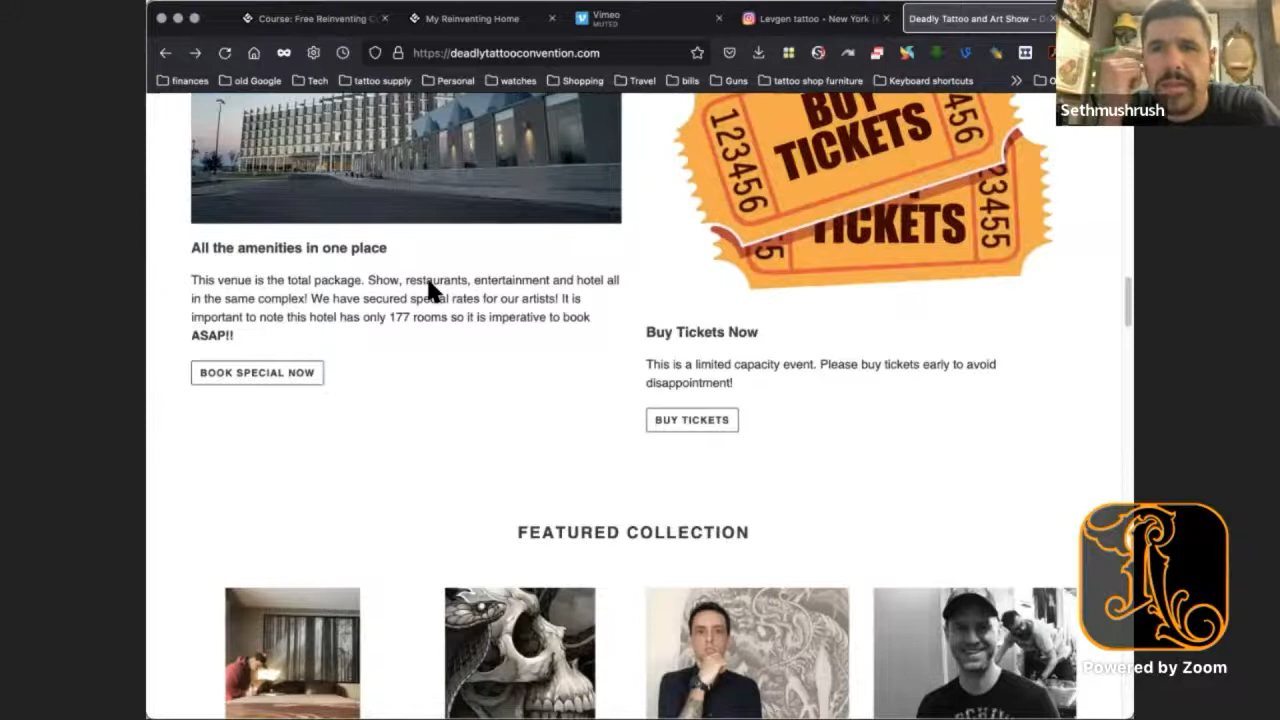 Course: Free Reinventing
My Reinventing Home
Vimeo
MUTED
Levgen tattoo - New York
Deadly Tattoo and Art Show –
https://deadlytattooconvention.com
finances
old Google
Tech
tattoo supply
Personal
watches
Shopping
Travel
bills
Guns
tattoo shop furniture
Keyboard shortcuts
Sethmushrush
BUY
TICKETS
123456
456
TICKETS
23455
All the amenities in one place
This venue is the total package. Show, restaurants, entertainment and hotel all
in the same complex! We have secured special rates for our artists! It is
important to note this hotel has only 177 rooms so it is imperative to book
ASAP!!
BOOK SPECIAL NOW
Buy Tickets Now
This is a limited capacity event. Please buy tickets early to avoid
disappointment!
BUY TICKETS
FEATURED COLLECTION
Powered by Zoom